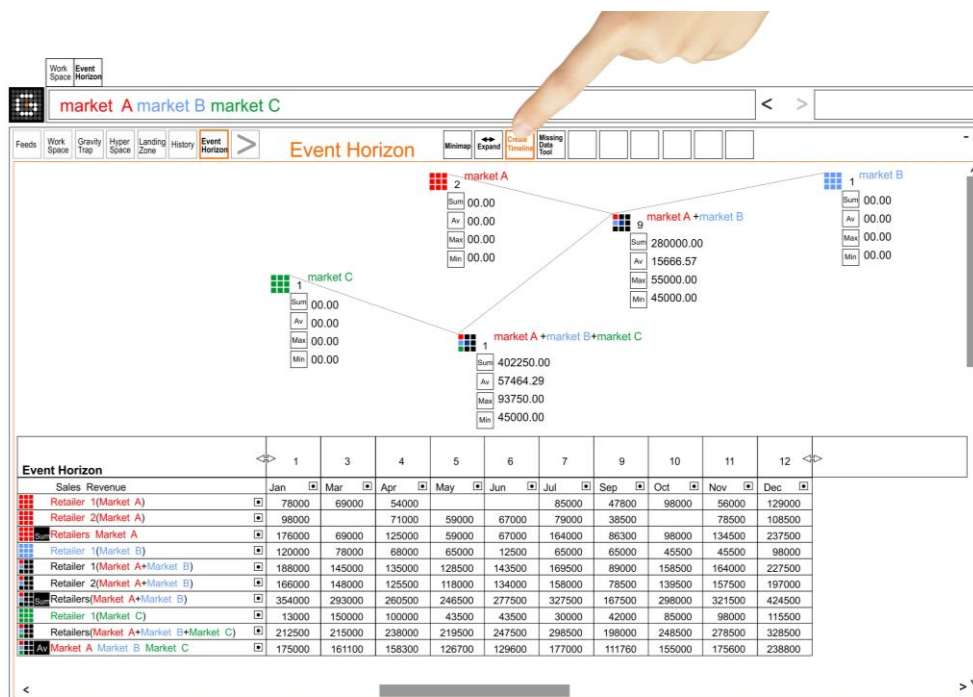 Work Space Event Horizon
market A market B market C < >
Feeds Work Space Gravity Trap Hyper Space Landing Zone History Event Horizon > Event Horizon Minimap Expand Create Timeline Missing Data Tool -
market A
2
Sum 00.00
Av 00.00
Max 00.00
Min 00.00
market B
1
Sum 00.00
Av 00.00
Max 00.00
Min 00.00
market A +market B
9
Sum 280000.00
Av 15666.57
Max 55000.00
Min 45000.00
market C
1
Sum 00.00
Av 00.00
Max 00.00
Min 00.00
market A +market B+market C
1
Sum 402250.00
Av 57464.29
Max 93750.00
Min 45000.00
Event Horizon 1 3 4 5 6 7 9 10 11 12
Sales Revenue Jan Mar Apr May Jun Jul Sep Oct Nov Dec
Retailer 1(Market A) 78000 69000 54000 85000 47800 98000 56000 129000
Retailer 2(Market A) 98000 71000 59000 67000 79000 38500 78500 108500
Sum Retailers Market A 176000 69000 125000 59000 67000 164000 86300 98000 134500 237500
Retailer 1(Market B) 120000 78000 68000 65000 12500 65000 65000 45500 45500 98000
Retailer 1(Market A+Market B) 188000 145000 135000 128500 143500 169500 89000 158500 164000 227500
Retailer 2(Market A+Market B) 166000 148000 125500 118000 134000 158000 78500 139500 157500 197000
Sum Retailers(Market A+Market B) 354000 293000 260500 246500 277500 327500 167500 298000 321500 424500
Retailer 1(Market C) 13000 150000 100000 43500 43500 30000 42000 85000 98000 115500
Retailers(Market A+Market B+Market C) 212500 215000 238000 219500 247500 298500 198000 248500 278500 328500
Av Market A Market B Market C 175000 161100 158300 126700 129600 177000 111760 155000 175600 238800
< >